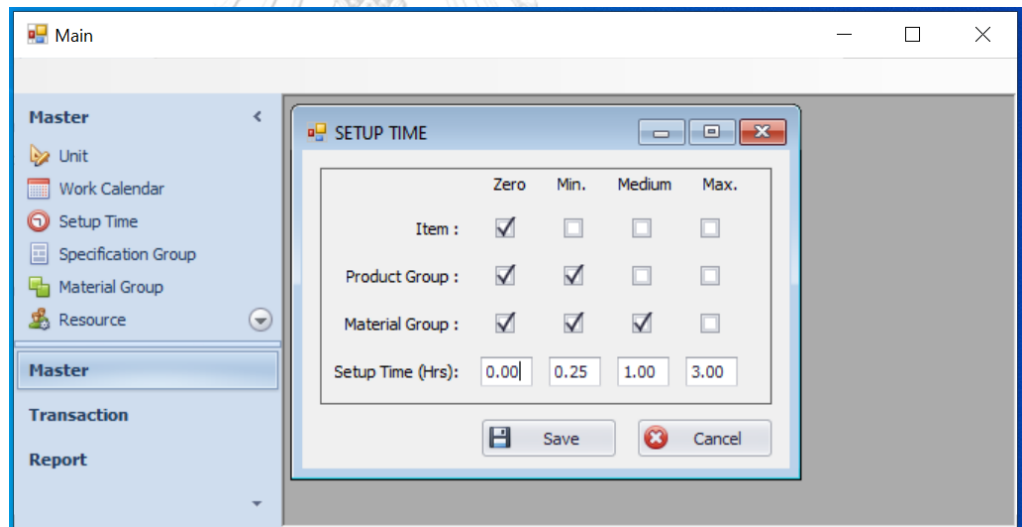 Main
Master
Unit
Work Calendar
Setup Time
Specification Group
Material Group
Resource
Master
Transaction
Report
SETUP TIME
Zero Min. Medium Max.
Item :
Product Group :
Material Group :
Setup Time (Hrs): 0.00 0.25 1.00 3.00
Save Cancel